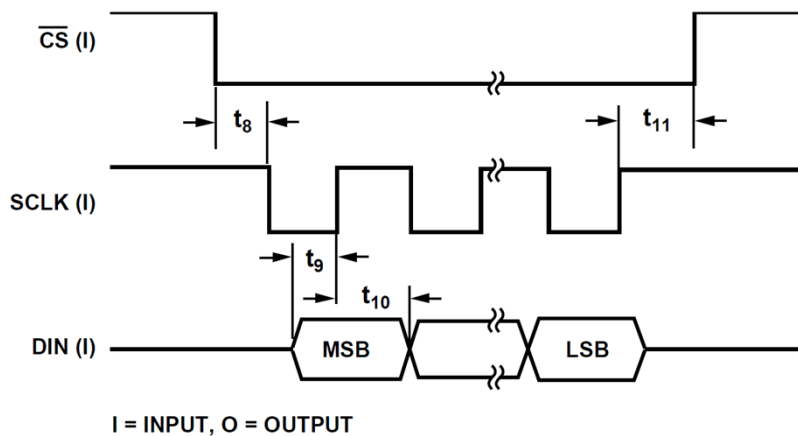 CS (I)
t8
t11
SCLK (I)
t9
t10
DIN (I)
MSB
LSB
I = INPUT, O = OUTPUT